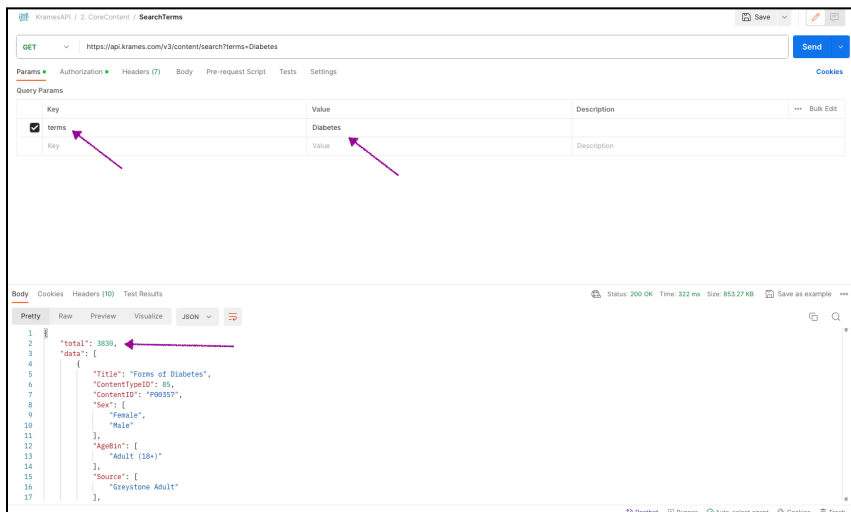 KramesAPI / 2. CoreContent / SearchTerms Save
GET https://api.krames.com/v3/content/search?terms=Diabetes Send
Params Authorization Headers (7) Body Pre-request Script Tests Settings Cookies
Query Params
Key Value Description Bulk Edit
terms Diabetes
Key Value Description
Body Cookies Headers (10) Test Results Status: 200 OK Time: 322 ms Size: 853.27 KB Save as example
Pretty Raw Preview Visualize JSON
1 {
2 "total": 3830,
3 "data": [
4 {
5 "Title": "Forms of Diabetes",
6 "ContentTypeID": 85,
7 "ContentID": "P00357",
8 "Sex": [
9 "Female",
10 "Male"
11 ],
12 "AgeBin": [
13 "Adult (18+)"
14 ],
15 "Source": [
16 "Greystone Adult"
17 ],